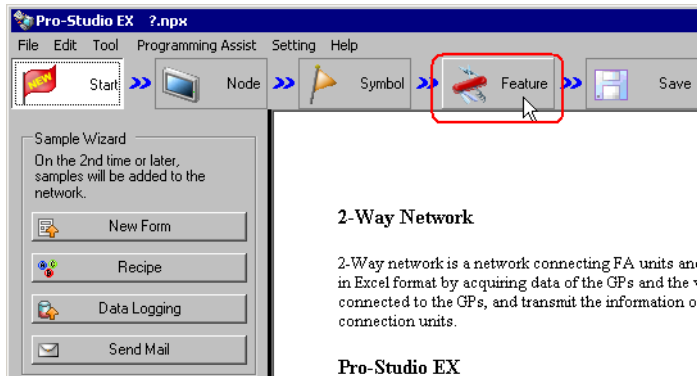 Pro-Studio EX ?.npx
File Edit Tool Programming Assist Setting Help
NEW Start Node Symbol Feature Save
Sample Wizard
On the 2nd time or later,
samples will be added to the
network.
New Form
Recipe
Data Logging
Send Mail
2-Way Network
2-Way network is a network connecting FA units and
in Excel format by acquiring data of the GPs and the
connected to the GPs, and transmit the information o
connection units.
Pro-Studio EX